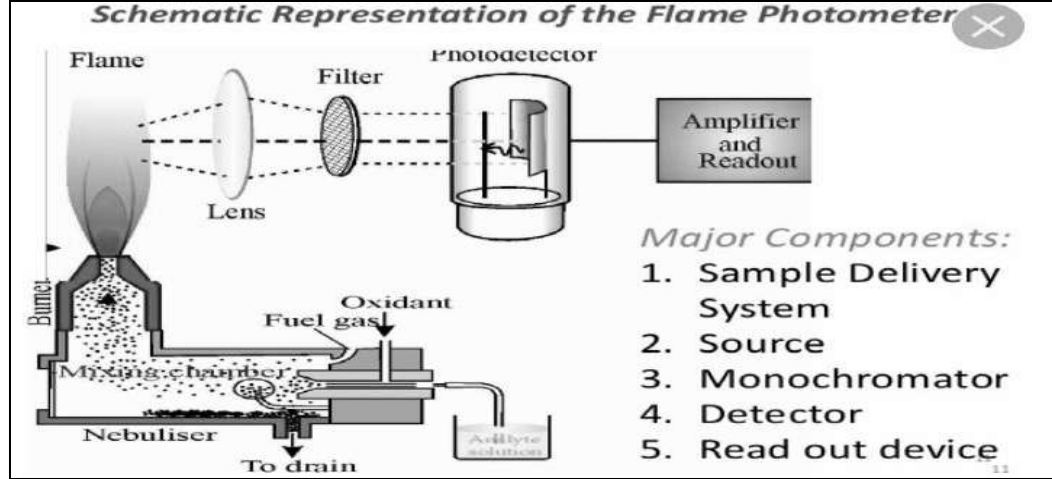 Schematic Representation of the Flame Photometer
Flame
Filter
Photodetector
Amplifier
and
Readout
Lens
Burner
Oxidant
Fuel gas
Mixing chamber
Nebuliser
To drain
Analyte
solution
Major Components:
1. Sample Delivery
System
2. Source
3. Monochromator
4. Detector
5. Read out device
11